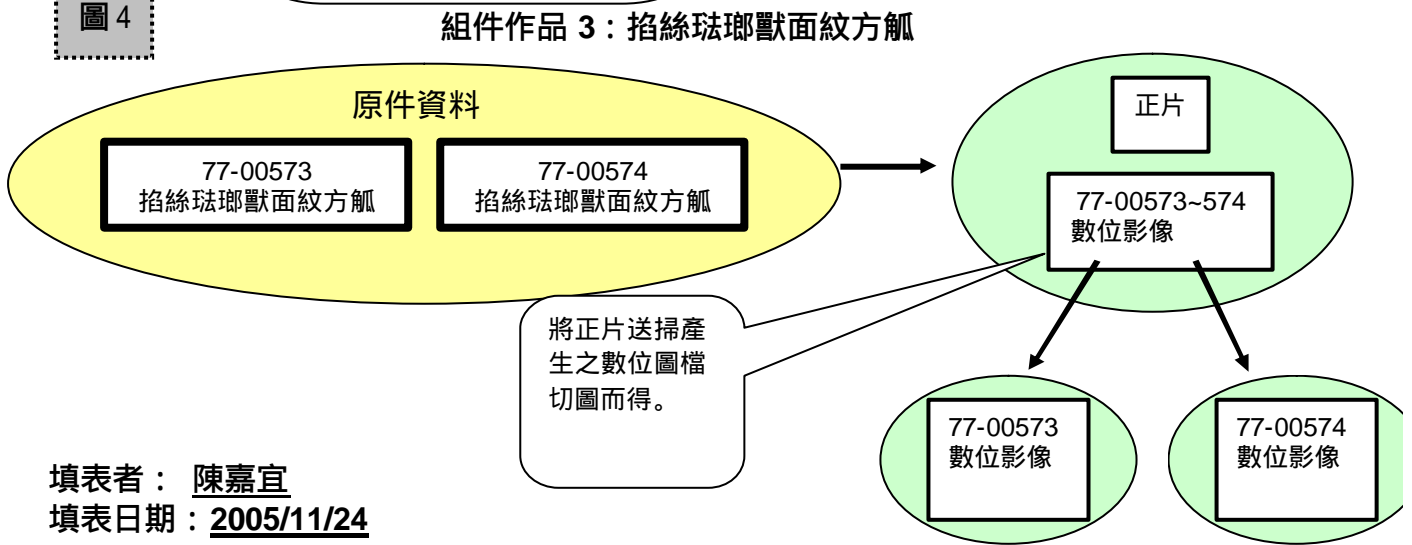 圖 4
組件作品 3：掐絲琺瑯獸面紋方觚
原件資料
77-00573
掐絲琺瑯獸面紋方觚
77-00574
掐絲琺瑯獸面紋方觚
正片
77-00573~574
數位影像
將正片送掃產
生之數位圖檔
切圖而得。
77-00573
數位影像
77-00574
數位影像
填表者： 陳嘉宜
填表日期：2005/11/24